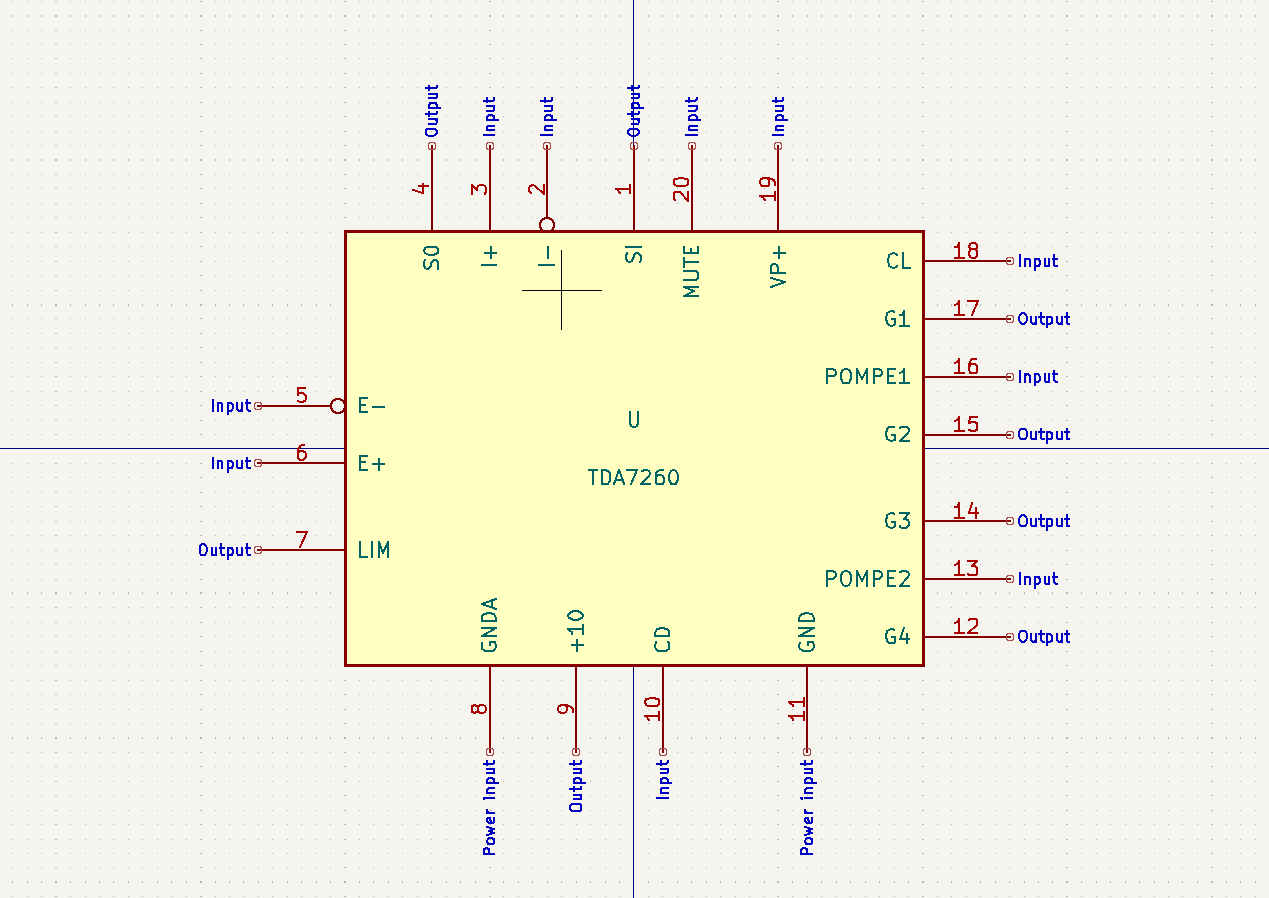 Output
Input
Input
Output
Input
Input
4
3
2
1
20
19
SO
I+
I-
SI
MUTE
VP+
CL 18 Input
G1 17 Output
POMPE1 16 Input
Input 5 E-
U
G2 15 Output
Input 6 E+
TDA7260
G3 14 Output
Output 7 LIM
POMPE2 13 Input
G4 12 Output
GNDA
+10
CD
GND
8
9
10
11
Power input
Output
Input
Power input